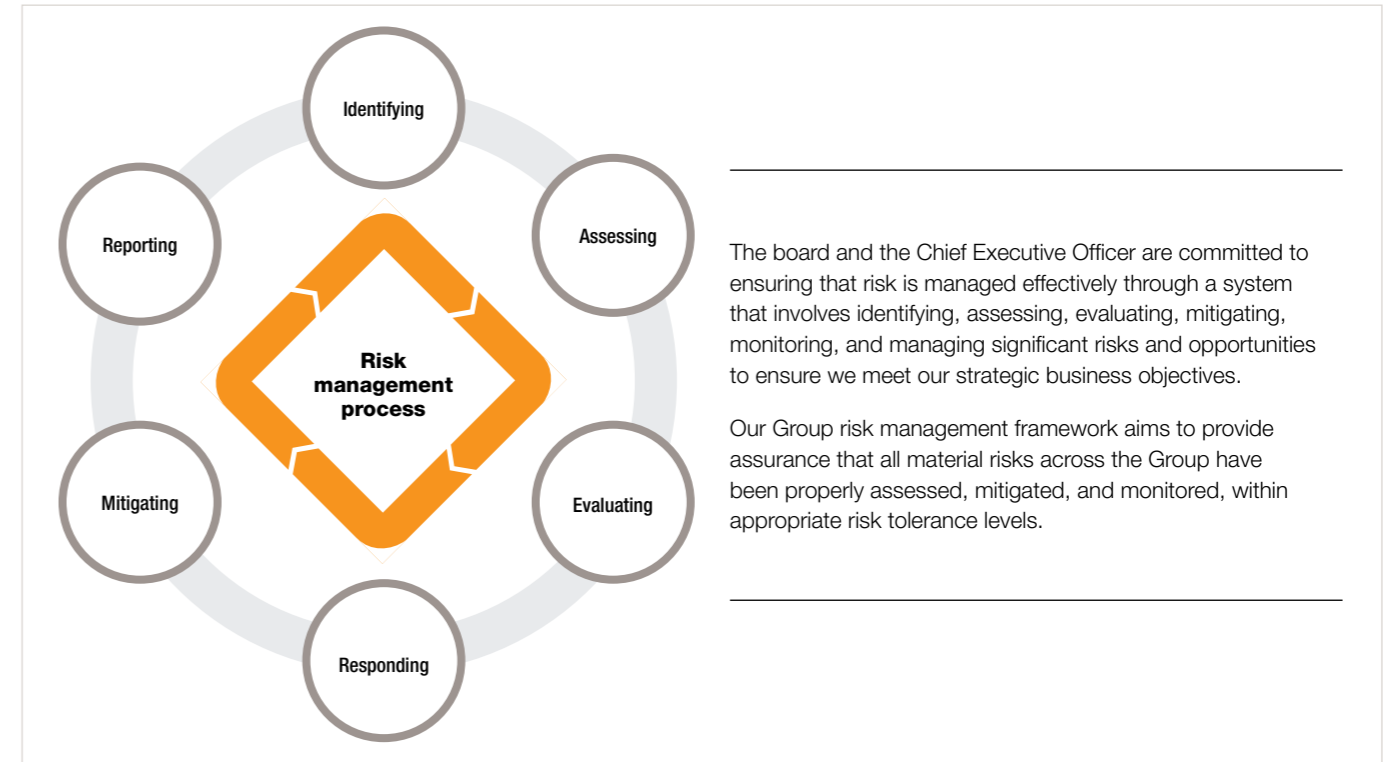 Identifying
Assessing
Evaluating
Responding
Mitigating
Reporting
Risk
management
process
The board and the Chief Executive Officer are committed to
ensuring that risk is managed effectively through a system
that involves identifying, assessing, evaluating, mitigating,
monitoring, and managing significant risks and opportunities
to ensure we meet our strategic business objectives.
Our Group risk management framework aims to provide
assurance that all material risks across the Group have
been properly assessed, mitigated, and monitored, within
appropriate risk tolerance levels.